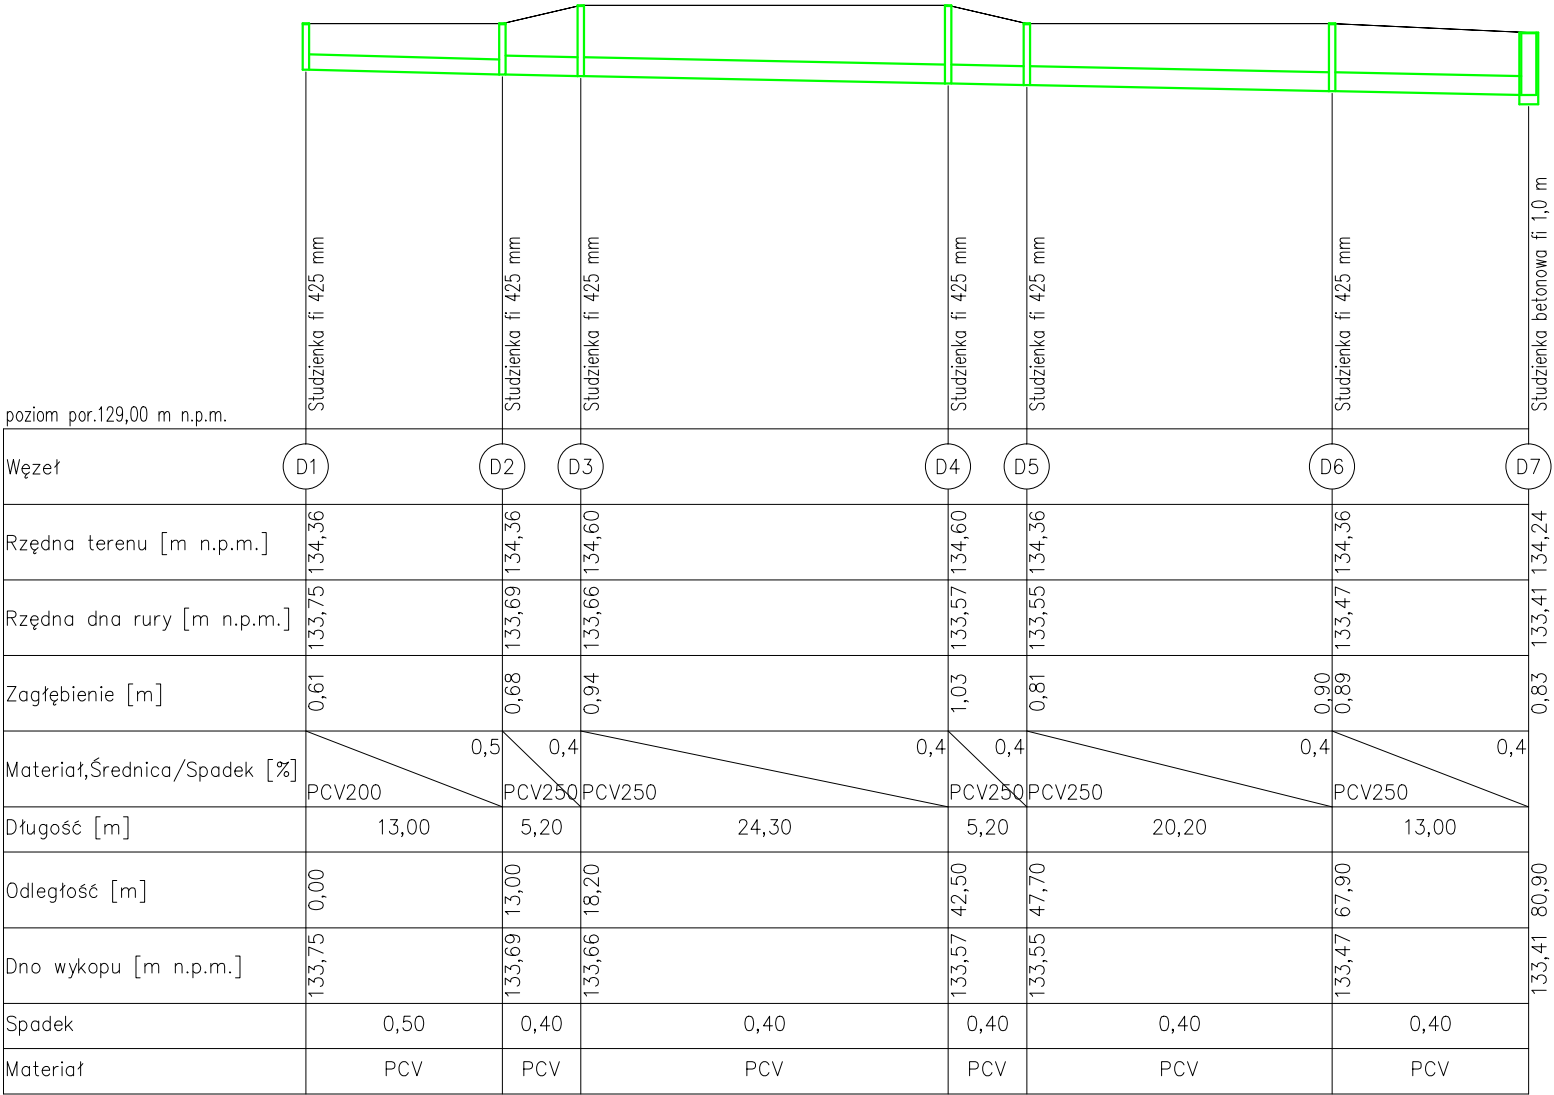 Studzienka fi 425 mm
Studzienka fi 425 mm
Studzienka fi 425 mm
Studzienka fi 425 mm
Studzienka fi 425 mm
Studzienka fi 425 mm
Studzienka betonowa fi 1,0 m
poziom por.129,00 m n.p.m.
Węzeł D1 D2 D3 D4 D5 D6 D7
Rzędna terenu [m n.p.m.] 134,36 134,36 134,60 134,60 134,36 134,36 134,24
Rzędna dna rury [m n.p.m.] 133,75 133,69 133,66 133,57 133,55 133,47 133,41
Zagłębienie [m] 0,61 0,68 0,94 1,03 0,81 0,90 0,89 0,83
0,5 0,4 0,4 0,4 0,4 0,4
Materiał,Średnica/Spadek [%]
PCV200 PCV250 PCV250 PCV250 PCV250 PCV250
Długość [m] 13,00 5,20 24,30 5,20 20,20 13,00
Odległość [m] 0,00 13,00 18,20 42,50 47,70 67,90 80,90
Dno wykopu [m n.p.m.] 133,75 133,69 133,66 133,57 133,55 133,47 133,41
Spadek 0,50 0,40 0,40 0,40 0,40 0,40
Materiał PCV PCV PCV PCV PCV PCV